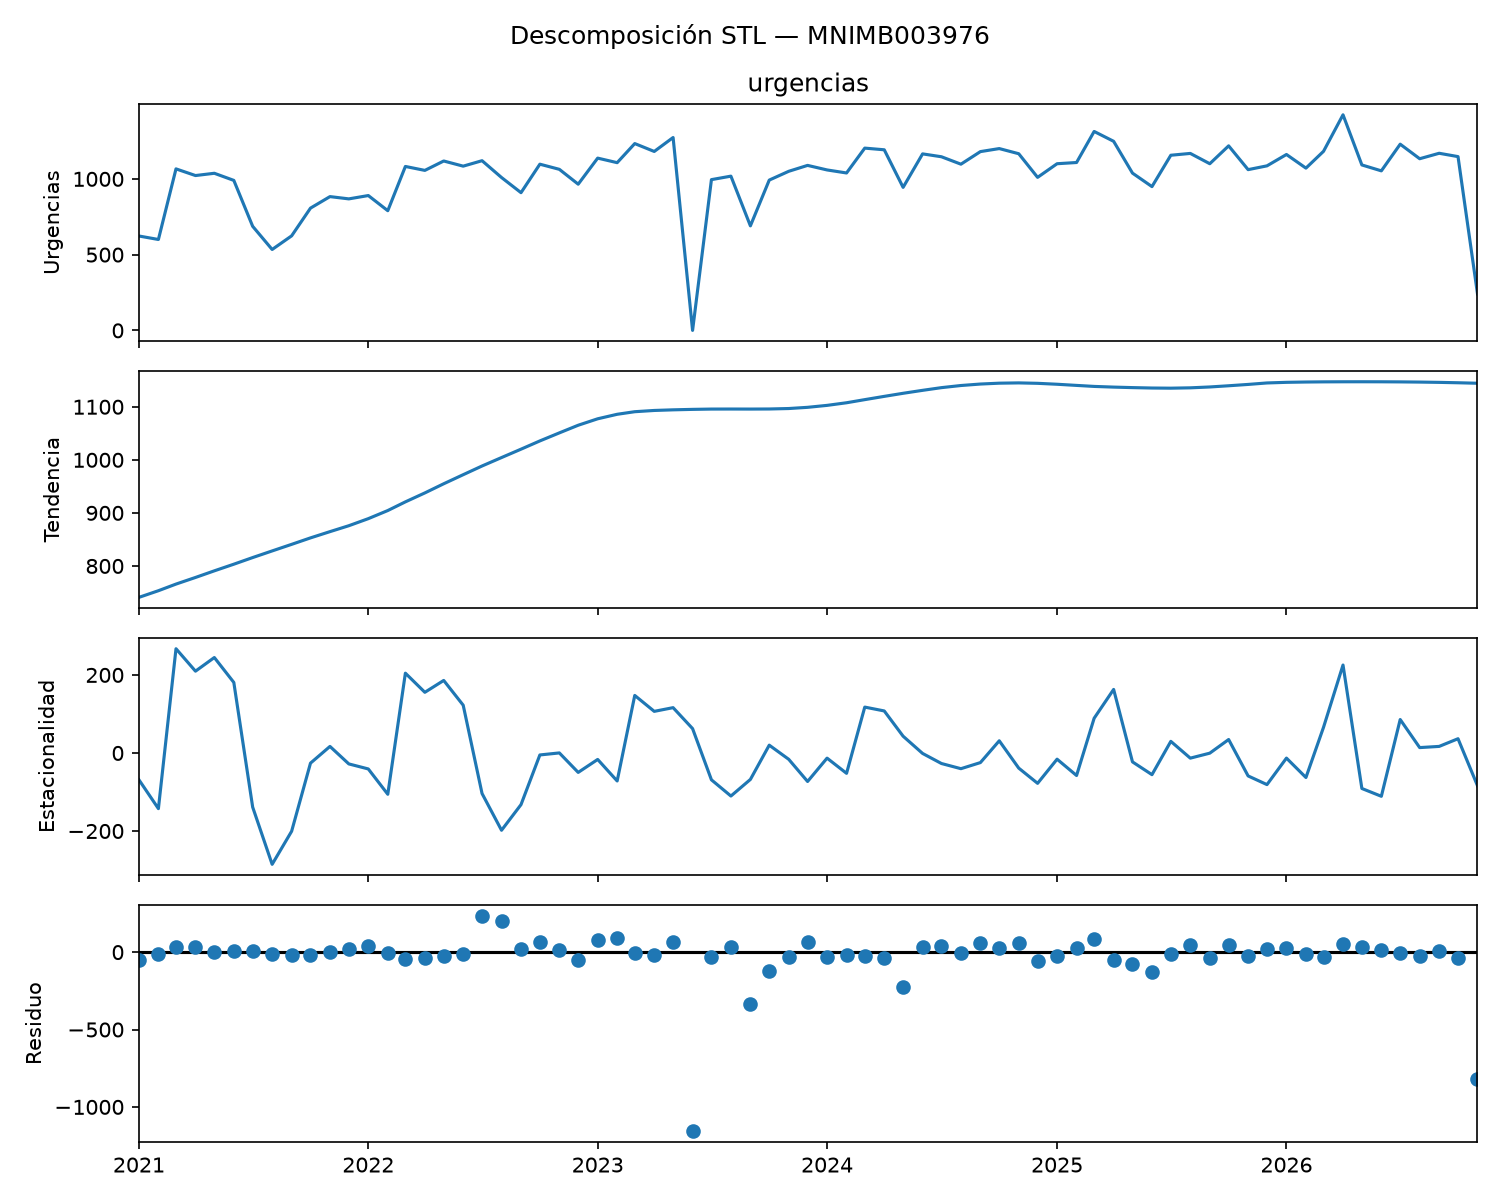 Descomposición STL — MNIMB003976
urgencias
Urgencias
1000
500
0
Tendencia
1100
1000
900
800
Estacionalidad
200
0
−200
Residuo
0
−500
−1000
2021 2022 2023 2024 2025 2026